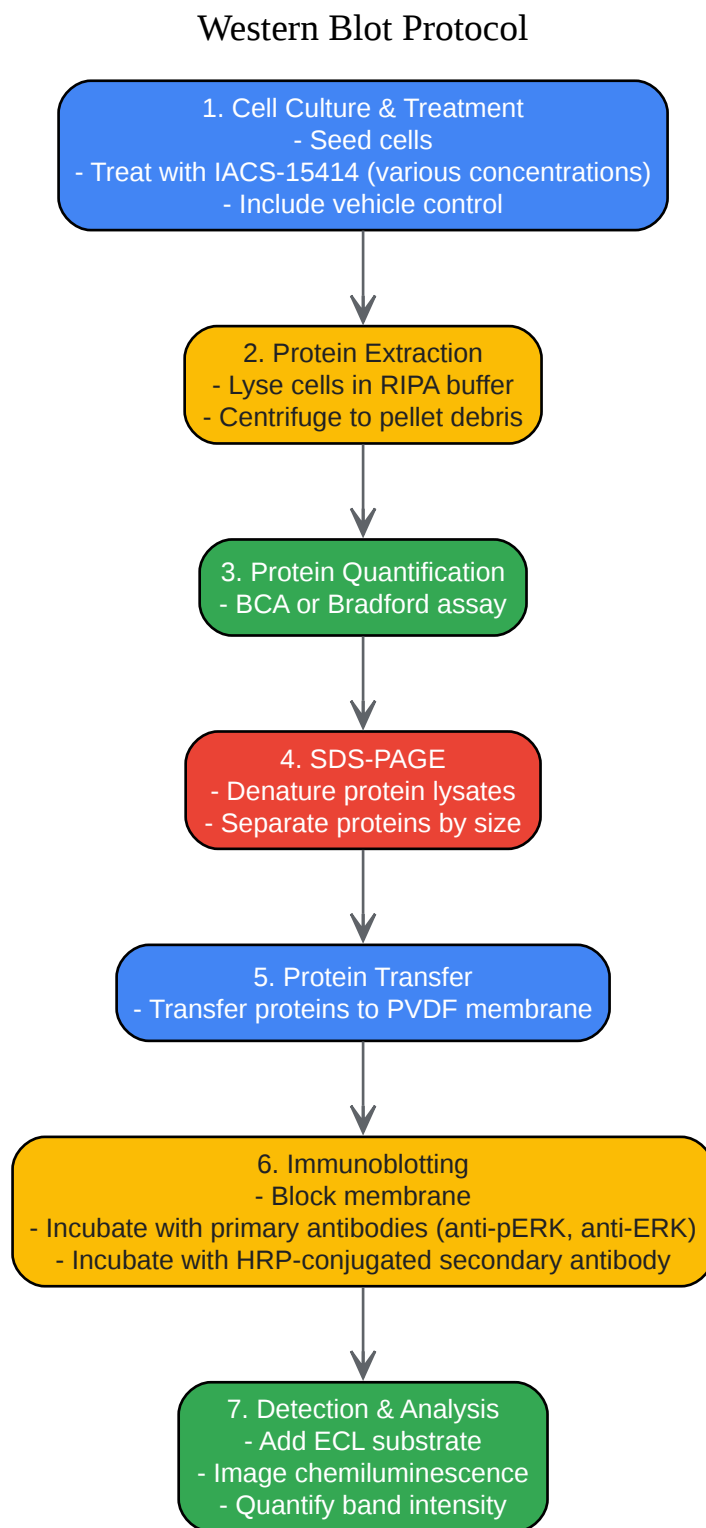 Western Blot Protocol
1. Cell Culture & Treatment
- Seed cells
- Treat with IACS-15414 (various concentrations)
- Include vehicle control
2. Protein Extraction
- Lyse cells in RIPA buffer
- Centrifuge to pellet debris
3. Protein Quantification
- BCA or Bradford assay
4. SDS-PAGE
- Denature protein lysates
- Separate proteins by size
5. Protein Transfer
- Transfer proteins to PVDF membrane
6. Immunoblotting
- Block membrane
- Incubate with primary antibodies (anti-pERK, anti-ERK)
- Incubate with HRP-conjugated secondary antibody
7. Detection & Analysis
- Add ECL substrate
- Image chemiluminescence
- Quantify band intensity